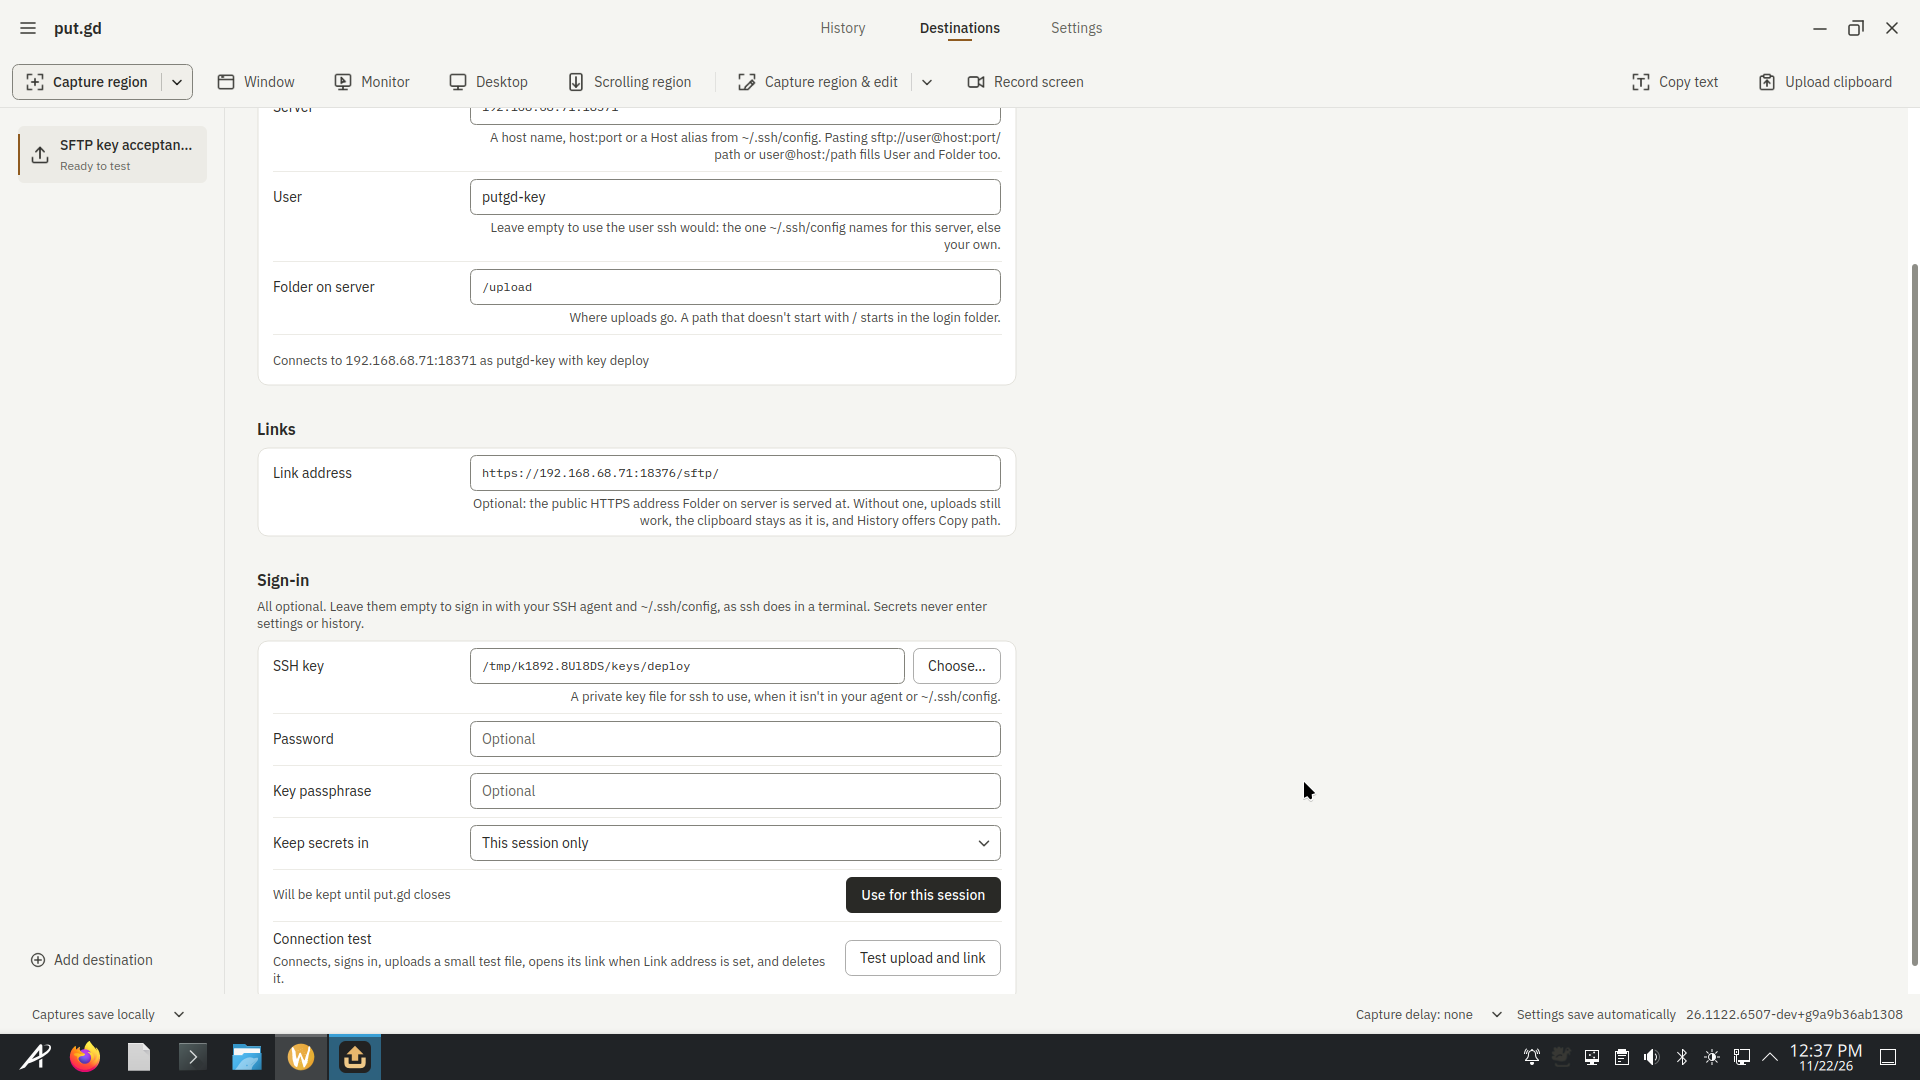 put.gd
History
Destinations
Settings
Capture region
Window
Monitor
Desktop
Scrolling region
Capture region & edit
Record screen
Copy text
Upload clipboard
SFTP key acceptan...
Ready to test
Server
192.168.68.71:18371
A host name, host:port or a Host alias from ~/.ssh/config. Pasting sftp://user@host:port/
path or user@host:/path fills User and Folder too.
User
putgd-key
Leave empty to use the user ssh would: the one ~/.ssh/config names for this server, else
your own.
Folder on server
/upload
Where uploads go. A path that doesn't start with / starts in the login folder.
Connects to 192.168.68.71:18371 as putgd-key with key deploy
Links
Link address
https://192.168.68.71:18376/sftp/
Optional: the public HTTPS address Folder on server is served at. Without one, uploads still
work, the clipboard stays as it is, and History offers Copy path.
Sign-in
All optional. Leave them empty to sign in with your SSH agent and ~/.ssh/config, as ssh does in a terminal. Secrets never enter
settings or history.
SSH key
/tmp/k1892.8Ul8DS/keys/deploy
Choose...
A private key file for ssh to use, when it isn't in your agent or ~/.ssh/config.
Password
Optional
Key passphrase
Optional
Keep secrets in
This session only
Will be kept until put.gd closes
Use for this session
Connection test
Connects, signs in, uploads a small test file, opens its link when Link address is set, and deletes
it.
Test upload and link
Add destination
Captures save locally
Capture delay: none
Settings save automatically
26.1122.6507-dev+g9a9b36ab1308
12:37 PM
11/22/26